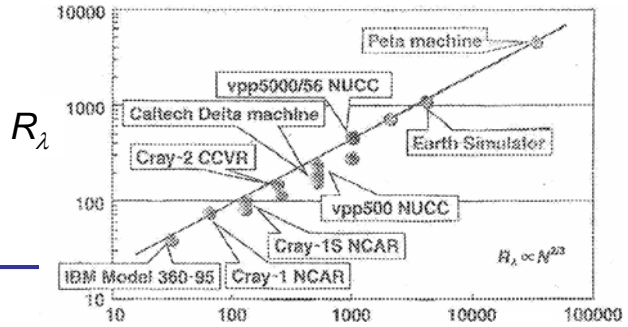 10000
Peta machine
vpp5000/56 NUCC
1000
Caltech Delta machine
Rλ
Earth Simulator
Cray-2 CCVR
100
vpp500 NUCC
Cray-1S NCAR
Rλ ∝ N^2/3
IBM Model 360-95
Cray-1 NCAR
10
10 100 1000 10000 100000